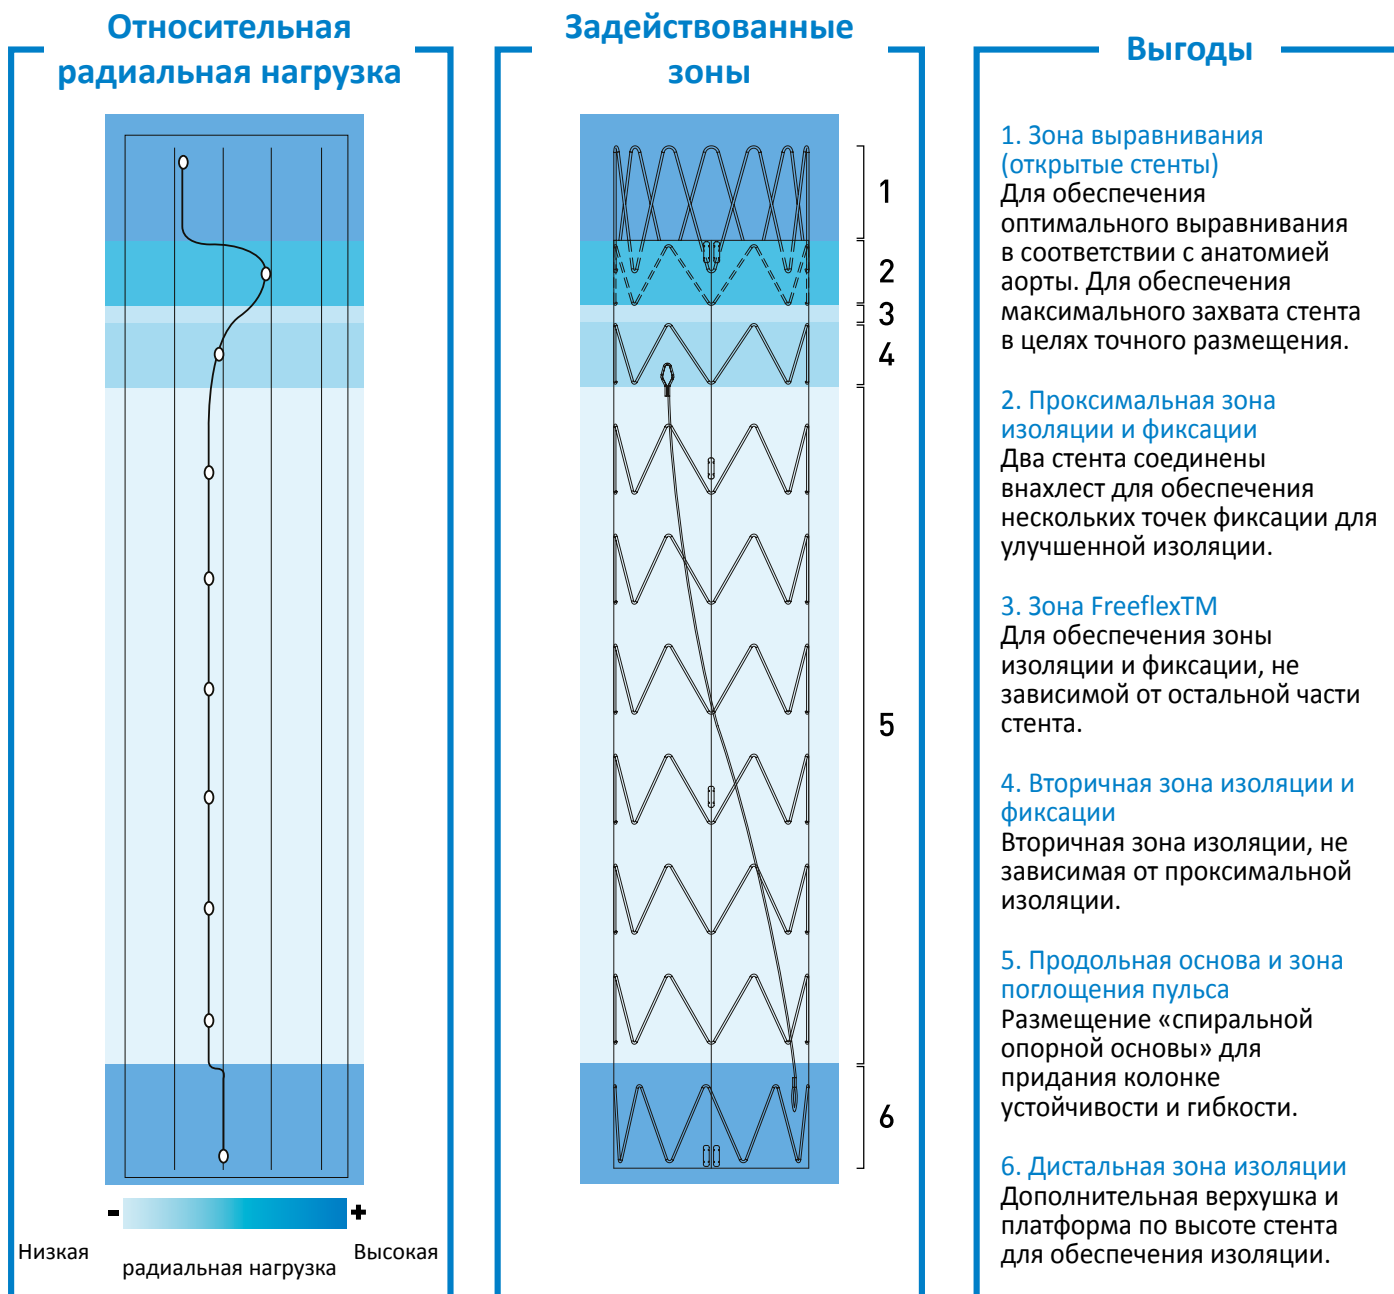 Относительная
радиальная нагрузка
-
+
Низкая
Высокая
радиальная нагрузка
Задействованные
зоны
1
2
3
4
5
6
Выгоды
1. Зона выравнивания
(открытые стенты)
Для обеспечения
оптимального выравнивания
в соответствии с анатомией
аорты. Для обеспечения
максимального захвата стента
в целях точного размещения.
2. Проксимальная зона
изоляции и фиксации
Два стента соединены
внахлест для обеспечения
нескольких точек фиксации для
улучшенной изоляции.
3. Зона FreeflexTM
Для обеспечения зоны
изоляции и фиксации, не
зависимой от остальной части
стента.
4. Вторичная зона изоляции и
фиксации
Вторичная зона изоляции, не
зависимая от проксимальной
изоляции.
5. Продольная основа и зона
поглощения пульса
Размещение «спиральной
опорной основы» для
придания колонке
устойчивости и гибкости.
6. Дистальная зона изоляции
Дополнительная верхушка и
платформа по высоте стента
для обеспечения изоляции.